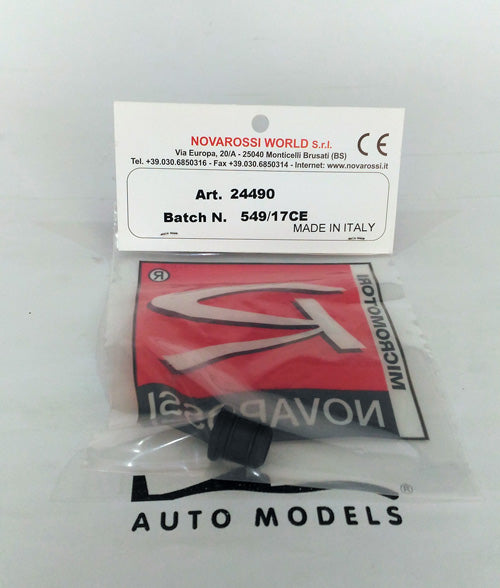 NOVAROSSI WORLD S.r.l.
Via Europa, 20/A - 25040 Monticelli Brusati (BS)
Tel. +39.030.6850316 - Fax +39.030.6850314 - Internet: www.novarossi.it
CE
Art. 24490
Batch N. 549/17CE
MADE IN ITALY
®
MICROMOTORI
NOVAROSSI
®
AUTO MODELS